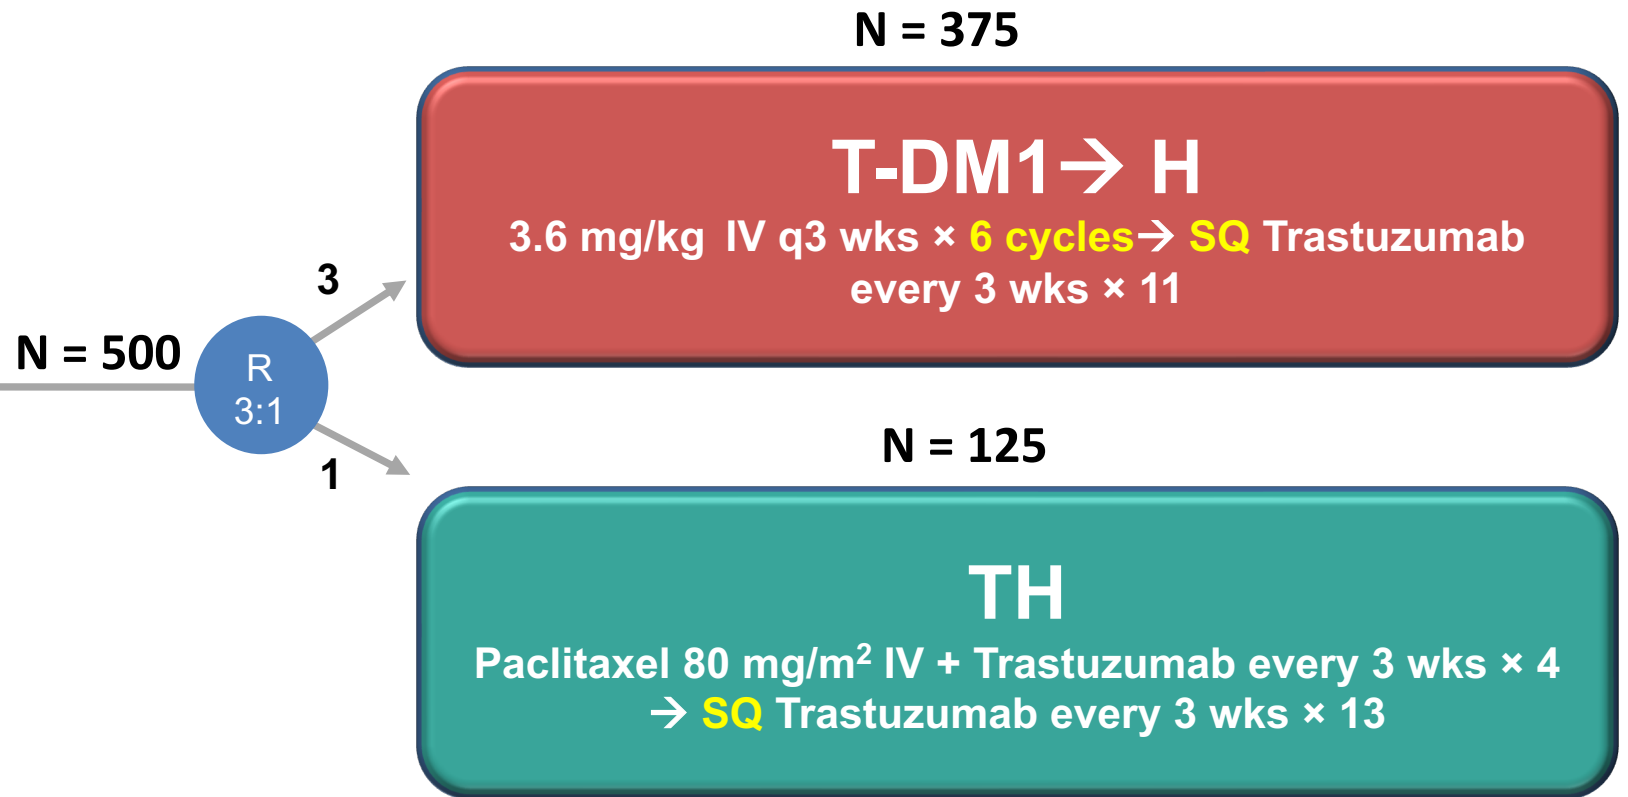 N = 375
T-DM1→ H
3.6 mg/kg IV q3 wks × 6 cycles→ SQ Trastuzumab
every 3 wks × 11
3
N = 500
R
3:1
1
N = 125
TH
Paclitaxel 80 mg/m² IV + Trastuzumab every 3 wks × 4
→ SQ Trastuzumab every 3 wks × 13